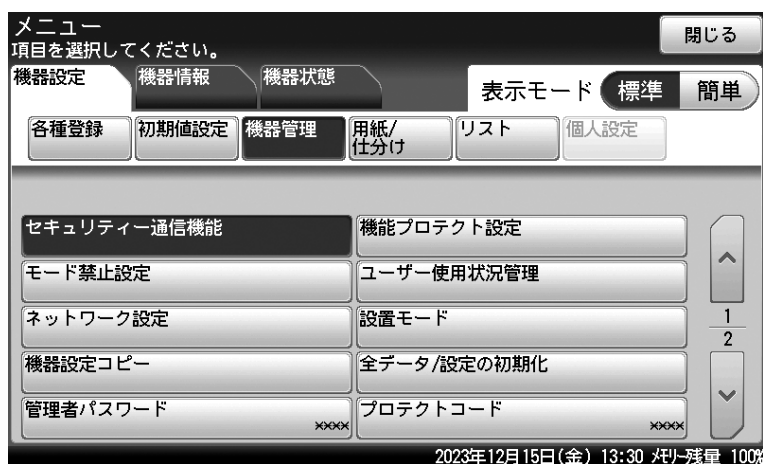 メニュー
閉じる
項目を選択してください。
機器設定 機器情報 機器状態
表示モード 標準 簡単
各種登録 初期値設定 機器管理 用紙/ リスト 個人設定
仕分け
セキュリティー通信機能 機能プロテクト設定
モード禁止設定 ユーザー使用状況管理
ネットワーク設定 設置モード
1
2
機器設定コピー 全データ/設定の初期化
管理者パスワード ×××× プロテクトコード ××××
2023年12月15日(金) 13:30 メモリー残量 100%